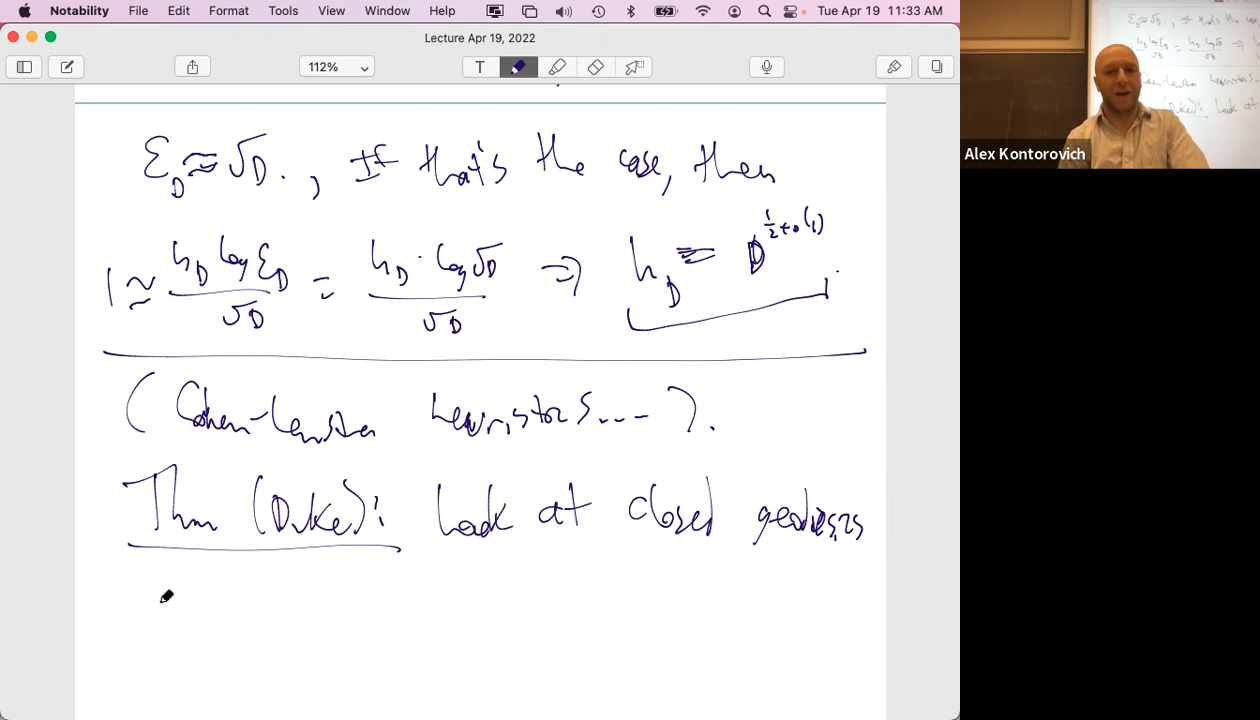 Notability File Edit Format Tools View Window Help Tue Apr 19 11:33 AM
Lecture Apr 19, 2022
112%
T
ε_D ≈ √D. , If that's the case, then
1 ≈ h_D log ε_D / √D = h_D · log √D / √D ⇒ h_D = D^{1/2+o(1)}
(Cohen-Lenstra heuristics...).
Thm (Duke): Look at closed geodesics
Alex Kontorovich